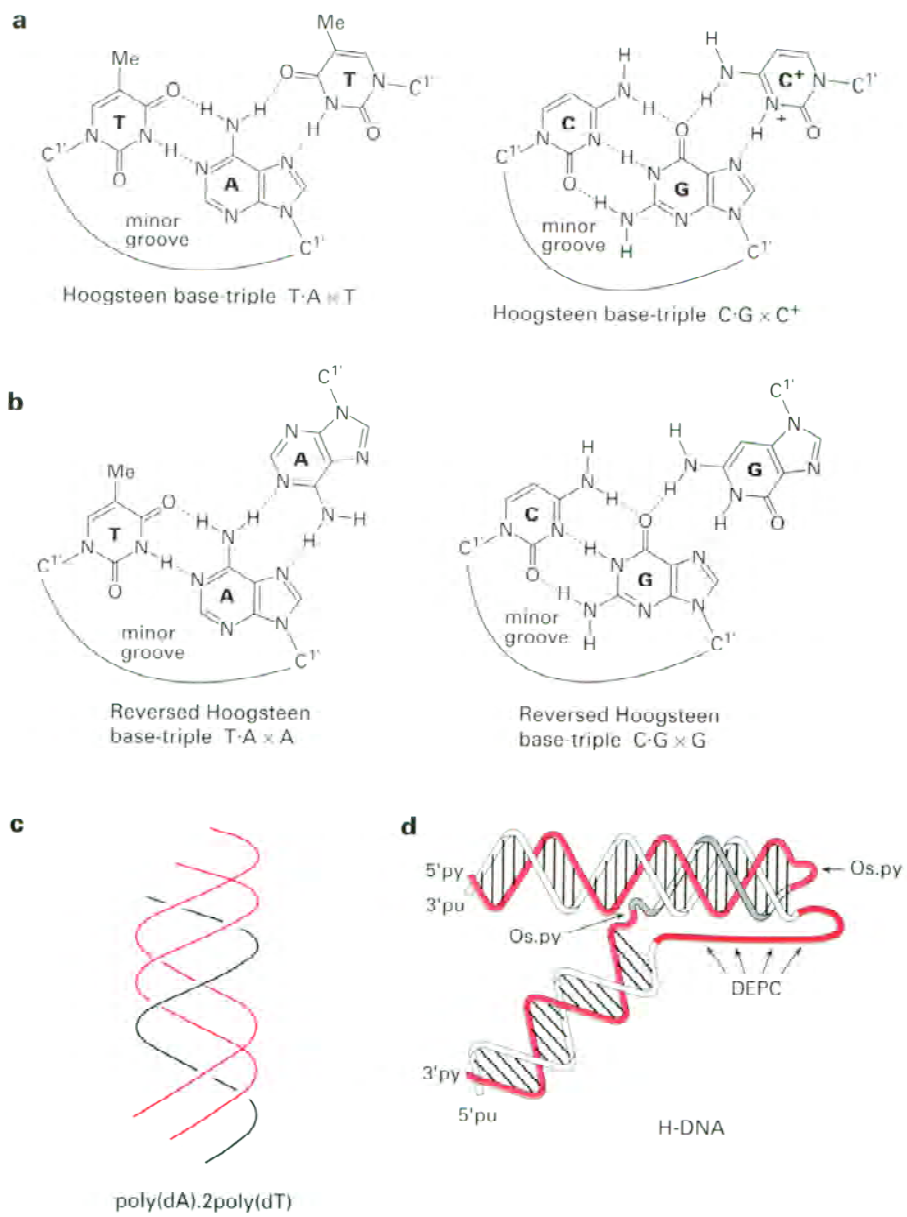 a
Me
O
H
H
O
T
N
C1'
T
N
H
N
H
N
O
C1'
N
O
N
A
N
N
N
minor
groove
C1'
Hoogsteen base-triple T·A × T
H
N
H
H
H
N
C+
N
C1'
C
N
O
H
N
+
O
C1'
N
O
H
N
N
H
N
G
N
N
H
minor
groove
C1'
Hoogsteen base-triple C·G × C+
b
C1'
N
N
A
N
N
Me
O
H
H
N
H
T
N
H
N
H
C1'
N
O
N
A
N
N
N
minor
groove
C1'
Reversed Hoogsteen
base-triple T·A × A
C1'
H
N
H
N
G
N
H
N
H
N
H
O
C
N
O
C1'
N
O
H
N
N
H
N
G
N
N
H
minor
groove
C1'
Reversed Hoogsteen
base-triple C·G × G
c
poly(dA).2poly(dT)
d
5'py
3'pu
Os.py
Os.py
DEPC
3'py
5'pu
H-DNA